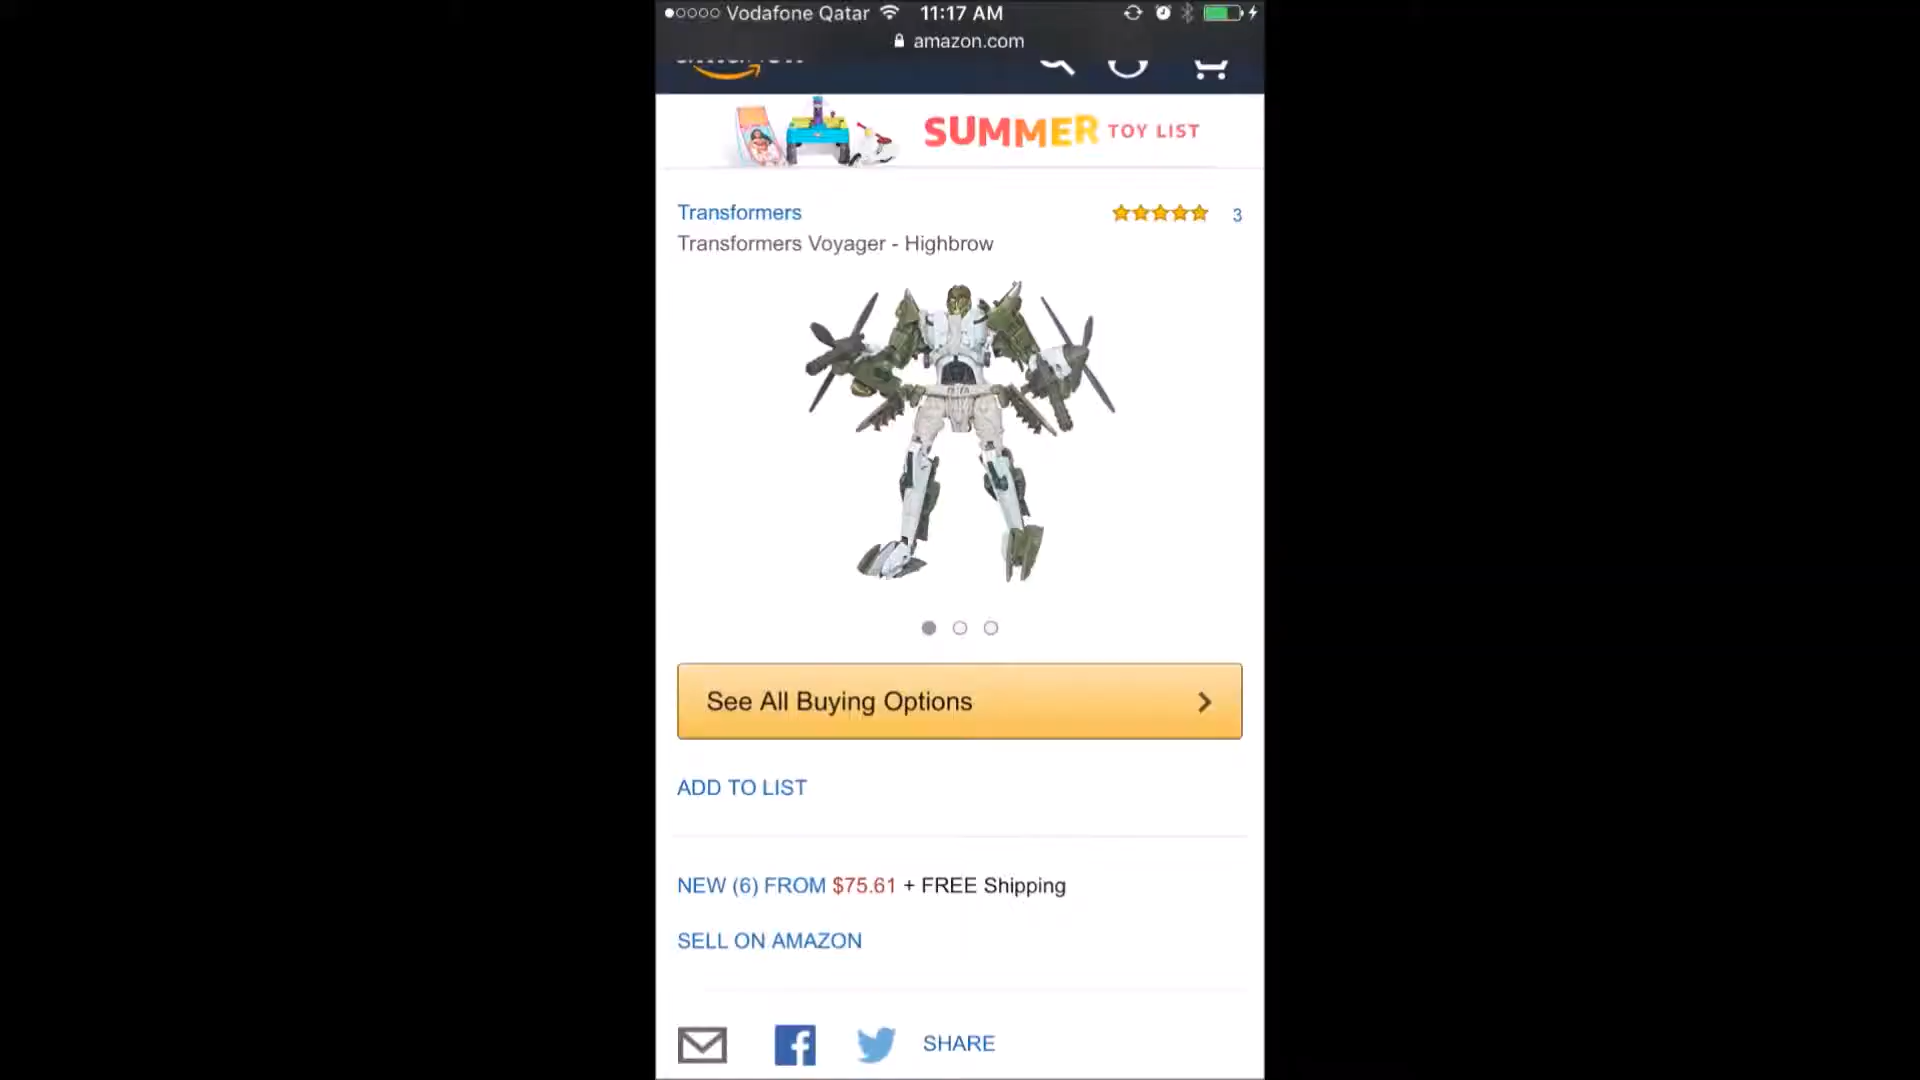 Vodafone Qatar 11:17 AM
amazon.com
SUMMER TOY LIST
Transformers 3
Transformers Voyager - Highbrow
See All Buying Options
ADD TO LIST
NEW (6) FROM $75.61 + FREE Shipping
SELL ON AMAZON
SHARE